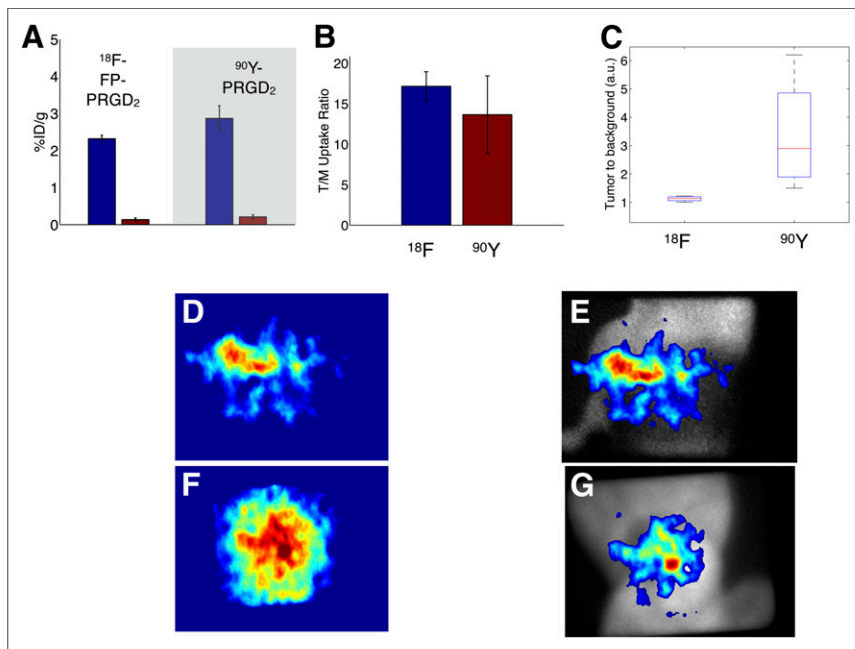 A
¹⁸F-
FP-
PRGD₂
⁹⁰Y-
PRGD₂
%ID/g
5
4
3
2
1
0
B
T/M Uptake Ratio
20
15
10
5
0
¹⁸F
⁹⁰Y
C
Tumor to background (a.u.)
6
5
4
3
2
1
¹⁸F
⁹⁰Y
D
E
F
G